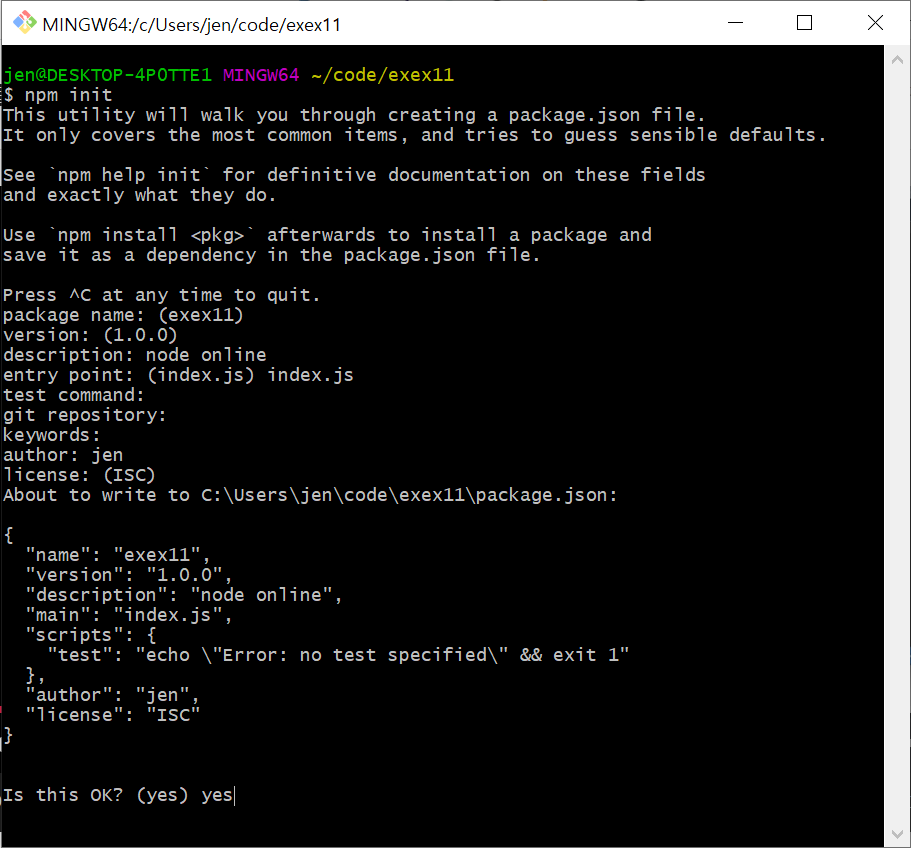 MINGW64:/c/Users/jen/code/exex11
jen@DESKTOP-4POTTE1 MINGW64 ~/code/exex11
$ npm init
This utility will walk you through creating a package.json file.
It only covers the most common items, and tries to guess sensible defaults.
See `npm help init` for definitive documentation on these fields
and exactly what they do.
Use `npm install <pkg>` afterwards to install a package and
save it as a dependency in the package.json file.
Press ^C at any time to quit.
package name: (exex11)
version: (1.0.0)
description: node online
entry point: (index.js) index.js
test command:
git repository:
keywords:
author: jen
license: (ISC)
About to write to C:\Users\jen\code\exex11\package.json:
{
  "name": "exex11",
  "version": "1.0.0",
  "description": "node online",
  "main": "index.js",
  "scripts": {
    "test": "echo \"Error: no test specified\" && exit 1"
  },
  "author": "jen",
  "license": "ISC"
}
Is this OK? (yes) yes